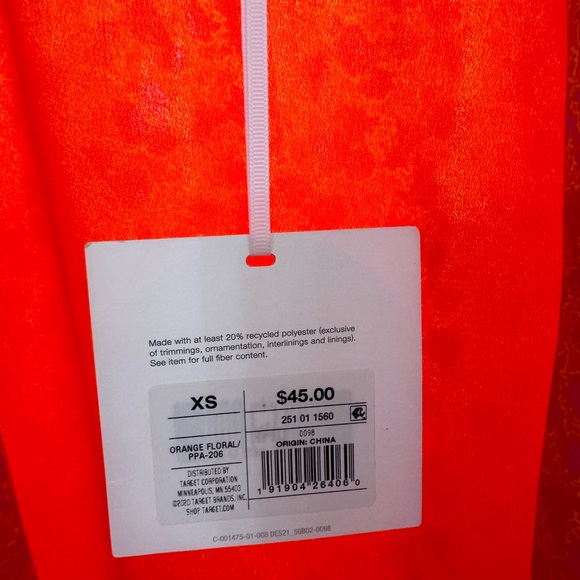 Made with at least 20% recycled polyester (exclusive
of trimmings, ornamentation, interlinings and linings).
See item for full fiber content.
XS
$45.00
251 01 1560
ORANGE FLORAL/
PPA-206
0098
ORIGIN: CHINA
DISTRIBUTED BY
TARGET CORPORATION
MINNEAPOLIS, MN 55403
©2020 TARGET BRANDS, INC.
SHOP TARGET.COM
1 91904 26406 0
C-001475-01-008 DES21_S0B02-0098